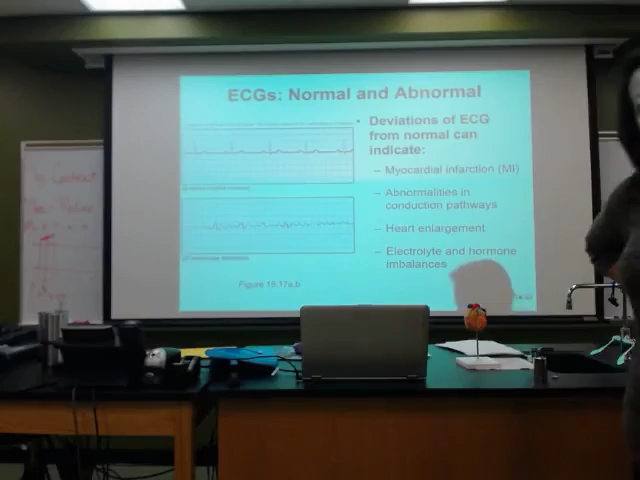 ECGs: Normal and Abnormal
• Deviations of ECG
from normal can
indicate:
– Myocardial infarction (MI)
– Abnormalities in
conduction pathways
– Heart enlargement
– Electrolyte and hormone
imbalances
Figure 19.17a,b